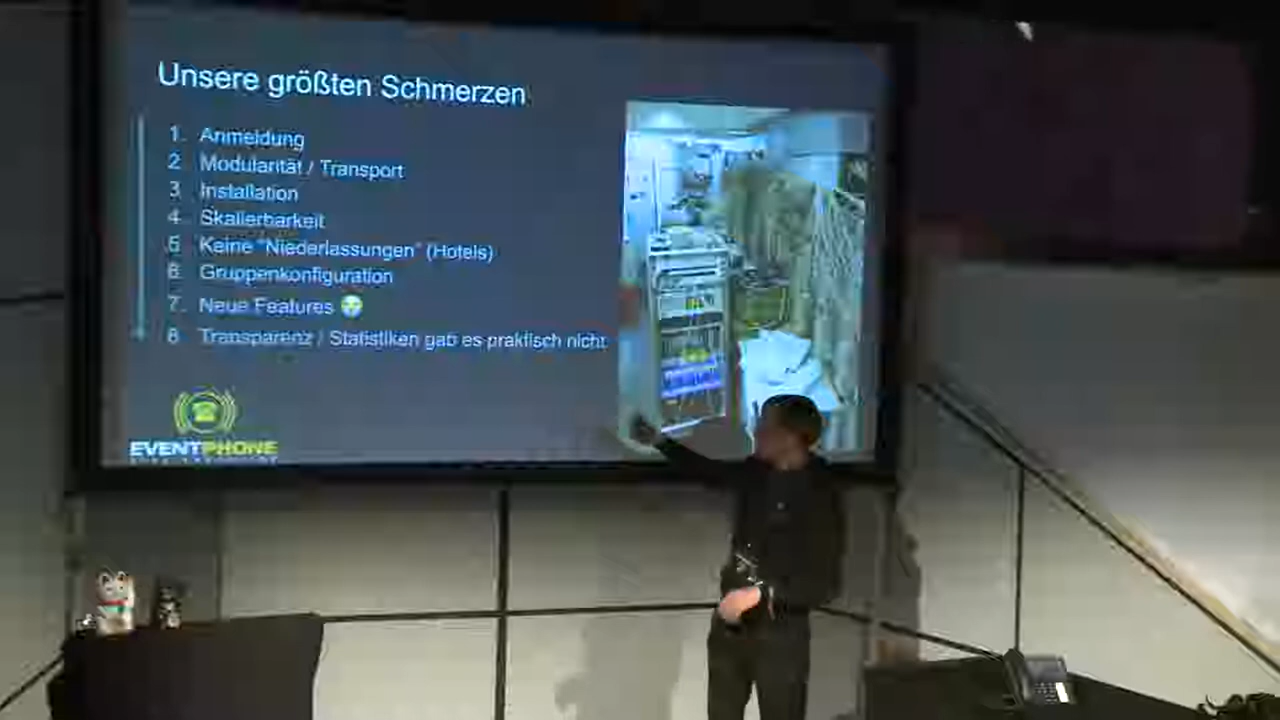 Unsere größten Schmerzen
1. Anmeldung
2. Modularität / Transport
3. Installation
4. Skalierbarkeit
5. Keine "Niederlassungen" (Hotels)
6. Gruppenkonfiguration
7. Neue Features 😭
8. Transparenz / Statistiken gab es praktisch nicht
EVENTPHONE